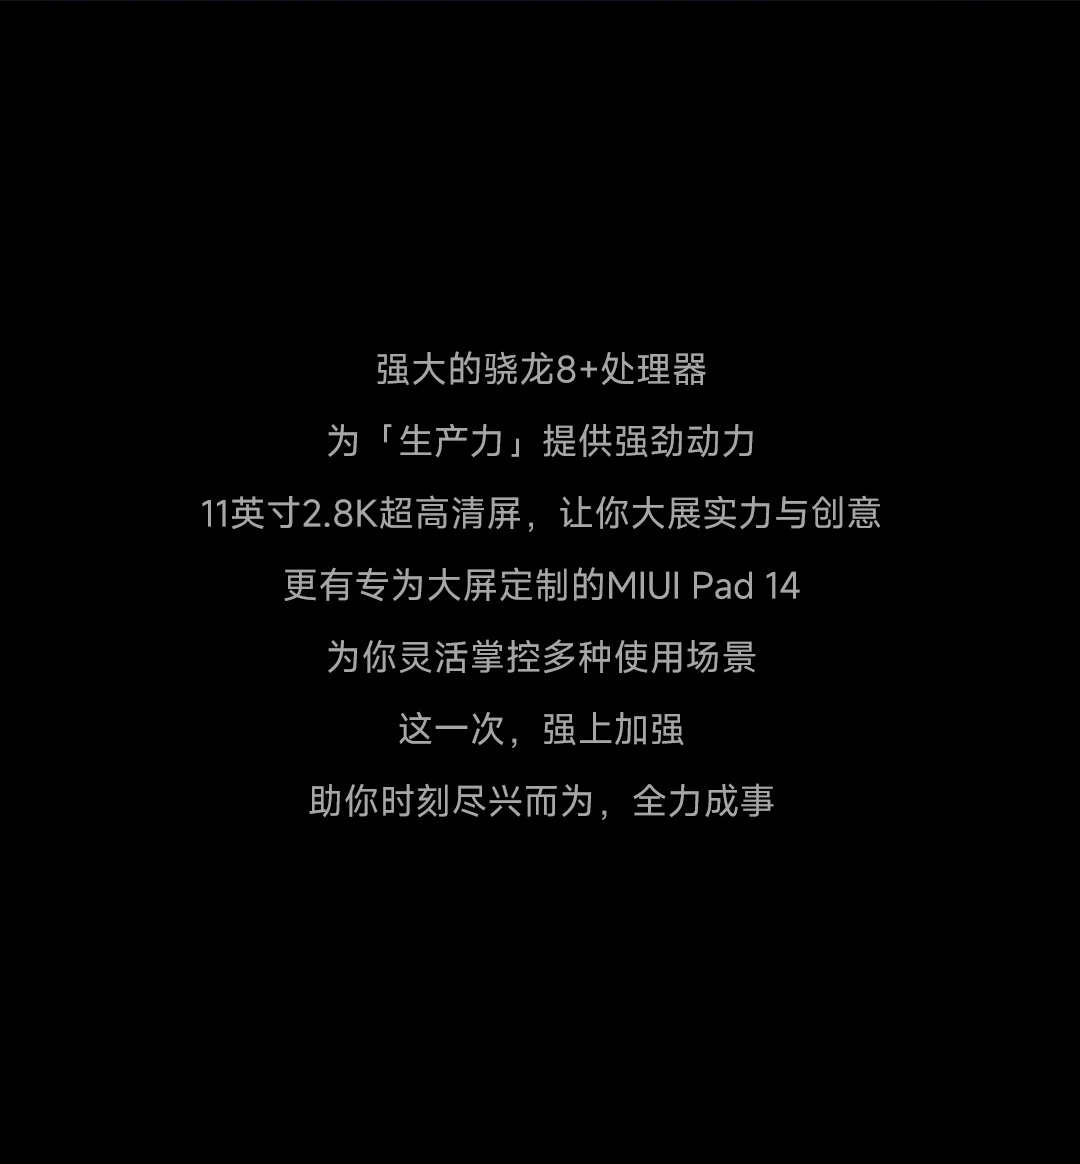 强大的骁龙8+处理器
为「生产力」提供强劲动力
11英寸2.8K超高清屏，让你大展实力与创意
更有专为大屏定制的MIUI Pad 14
为你灵活掌控多种使用场景
这一次，强上加强
助你时刻尽兴而为，全力成事